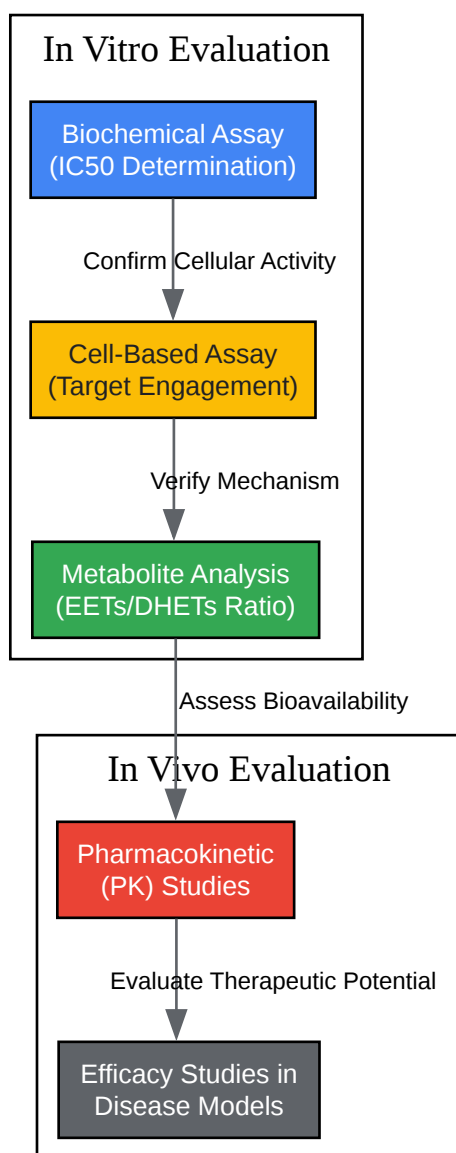 In Vitro Evaluation
Biochemical Assay
(IC50 Determination)
Confirm Cellular Activity
Cell-Based Assay
(Target Engagement)
Verify Mechanism
Metabolite Analysis
(EETs/DHETs Ratio)
Assess Bioavailability
In Vivo Evaluation
Pharmacokinetic
(PK) Studies
Evaluate Therapeutic Potential
Efficacy Studies in
Disease Models